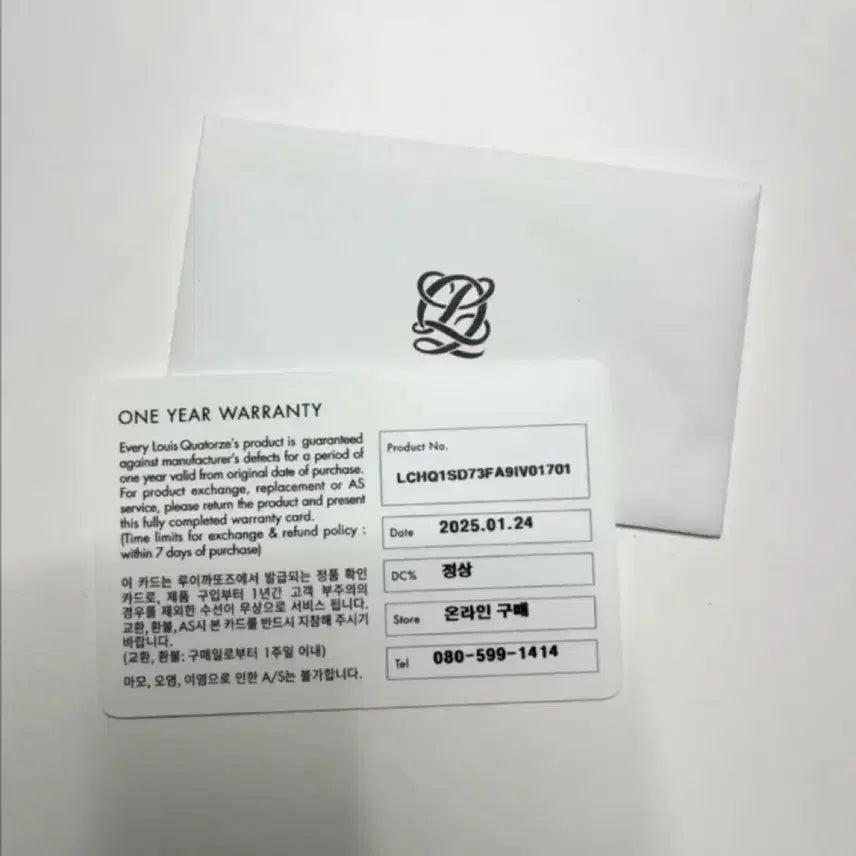 ONE YEAR WARRANTY
Every Louis Quatorze's product is guaranteed
against manufacturer's defects for a period of
one year valid from original date of purchase.
For product exchange, replacement or AS
service, please return the product and present
this fully completed warranty card.
(Time limits for exchange & refund policy :
within 7 days of purchase)
이 카드는 루이까또즈에서 발급되는 정품 확인
카드로, 제품 구입부터 1년간 고객 부주의의
경우를 제외한 수선이 무상으로 서비스 됩니다.
교환,환불,AS시 본 카드를 반드시 지참해 주시기
바랍니다.
(교환, 환불: 구매일로부터 1주일 이내)
마모, 오염, 이염으로 인한 A/S는 불가합니다.
Product No.
LCHQ1SD73FA9IV01701
Date 2025.01.24
DC% 정상
Store 온라인 구매
Tel 080-599-1414